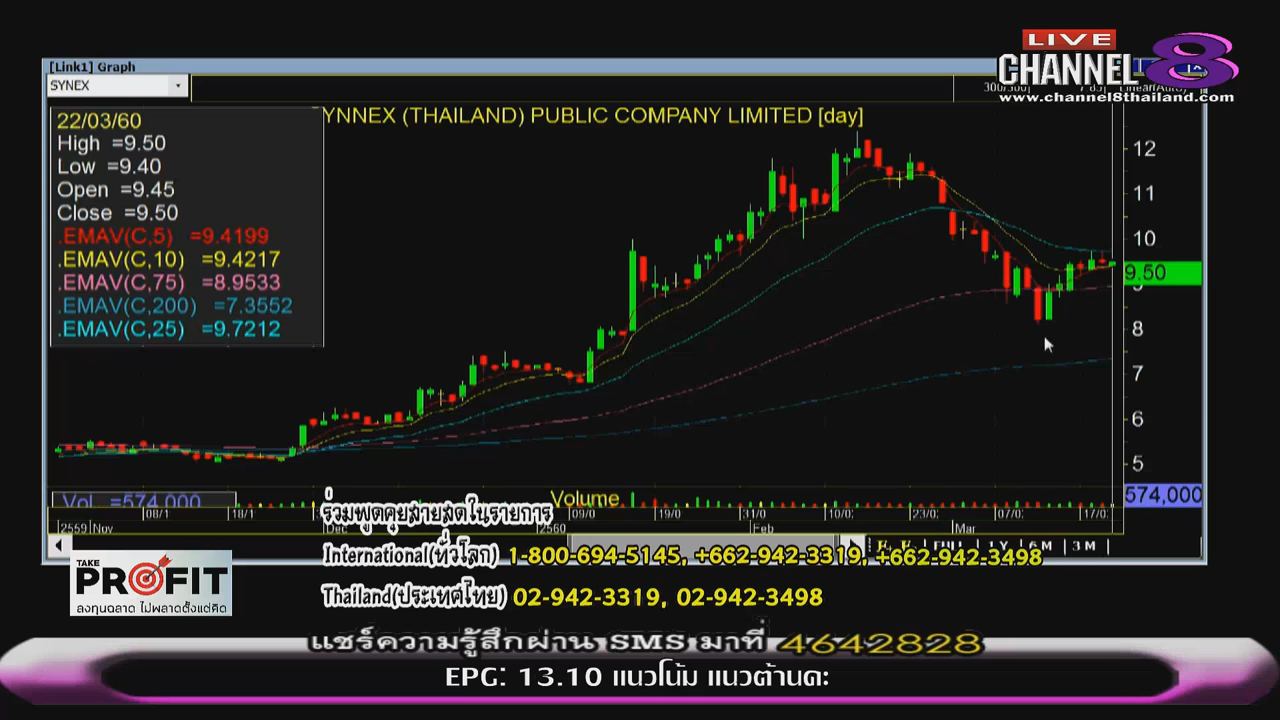 LIVE
CHANNEL 8
www.channel8thailand.com
[Link1] Graph
SYNEX
YNNEX (THAILAND) PUBLIC COMPANY LIMITED [day]
22/03/60
High =9.50
Low =9.40
Open =9.45
Close =9.50
.EMAV(C,5) =9.4199
.EMAV(C,10) =9.4217
.EMAV(C,75) =8.9533
.EMAV(C,200) =7.3552
.EMAV(C,25) =9.7212
12
11
10
9.50
9
8
7
6
5
Vol =574,000
Volume
574,000
08/1 18/1 09/0 19/0 31/0 10/0 23/0 07/0 17/0
2559 Nov Dec 2560 Feb Mar
1 Y 6 M 3 M
ร่วมพูดคุยสายสดในรายการ
International(ทั่วโลก) 1-800-694-5145, +662-942-3319, +662-942-3498
Thailand(ประเทศไทย) 02-942-3319, 02-942-3498
TAKE
PROFIT
ลงทุนฉลาด ไม่พลาดตั้งแต่คิด
แชร์ความรู้สึกผ่าน SMS มาที่ 4642828
EPG: 13.10 แนวโน้ม แนวต้านคะ